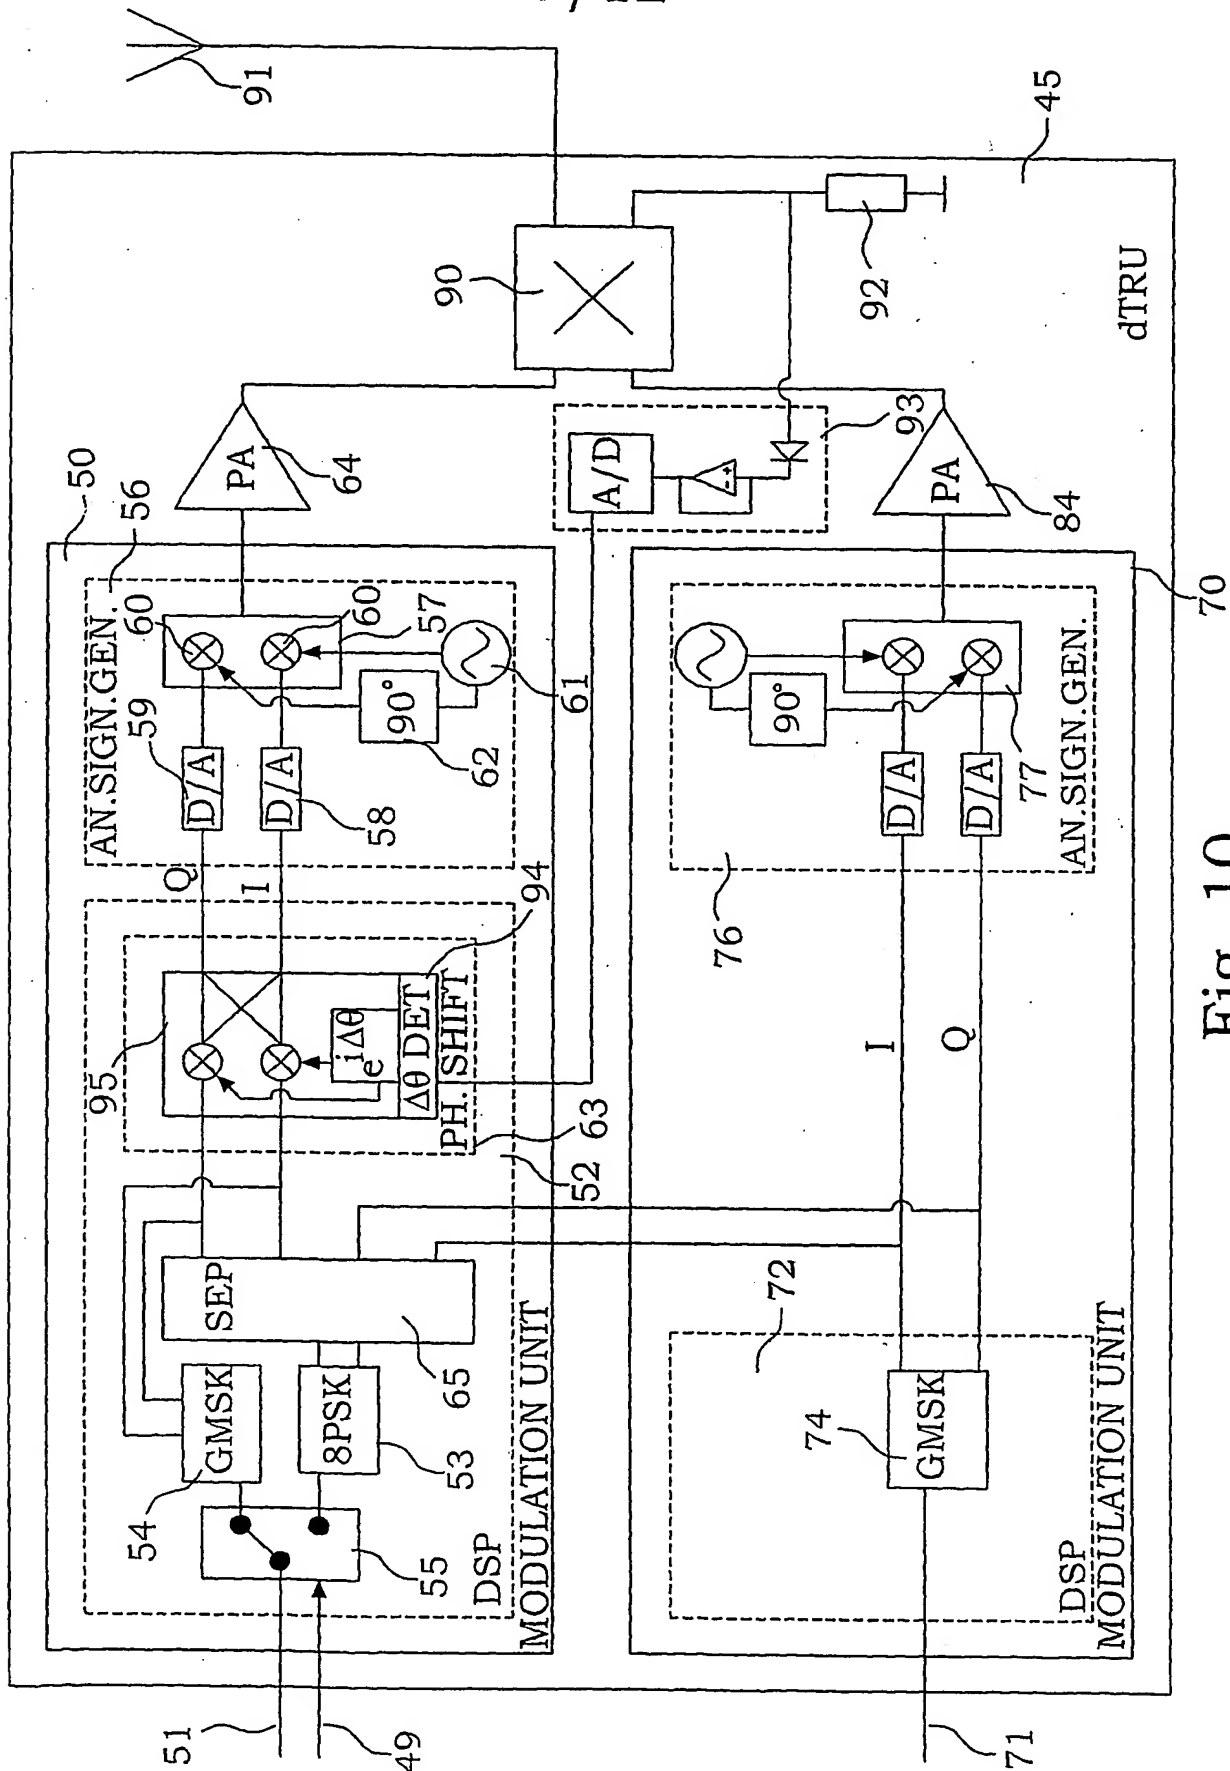 91
45
dTRU
90
92
50
56
PA
64
A/D
-+
93
PA
84
AN.SIGN.GEN.
60
60
57
61
90°
62
59
D/A
D/A
58
Q
I
94
95
e^iΔθ
Δθ DET
PH. SHIFT
63
52
SEP
65
GMSK
54
8PSK
53
55
DSP
MODULATION UNIT
51
49
70
90°
77
D/A
D/A
AN.SIGN.GEN.
76
I
Q
72
74
GMSK
DSP
MODULATION UNIT
71
Fig. 10